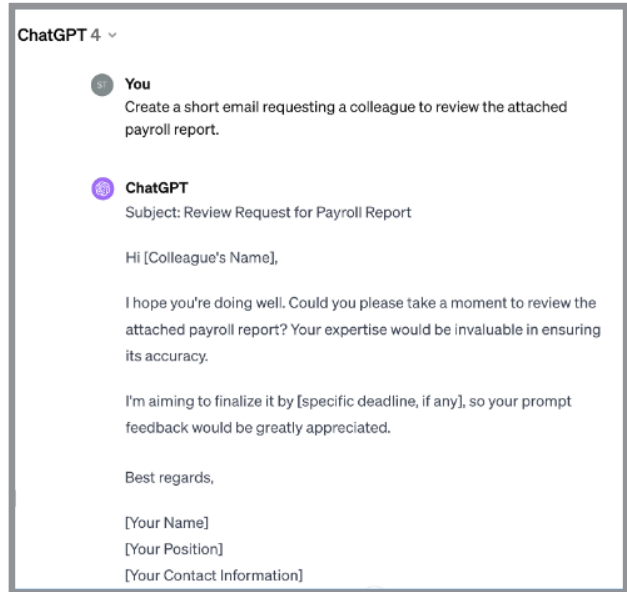 ChatGPT 4
ST
You
Create a short email requesting a colleague to review the attached
payroll report.
ChatGPT
Subject: Review Request for Payroll Report
Hi [Colleague's Name],
I hope you're doing well. Could you please take a moment to review the
attached payroll report? Your expertise would be invaluable in ensuring
its accuracy.
I'm aiming to finalize it by [specific deadline, if any], so your prompt
feedback would be greatly appreciated.
Best regards,
[Your Name]
[Your Position]
[Your Contact Information]